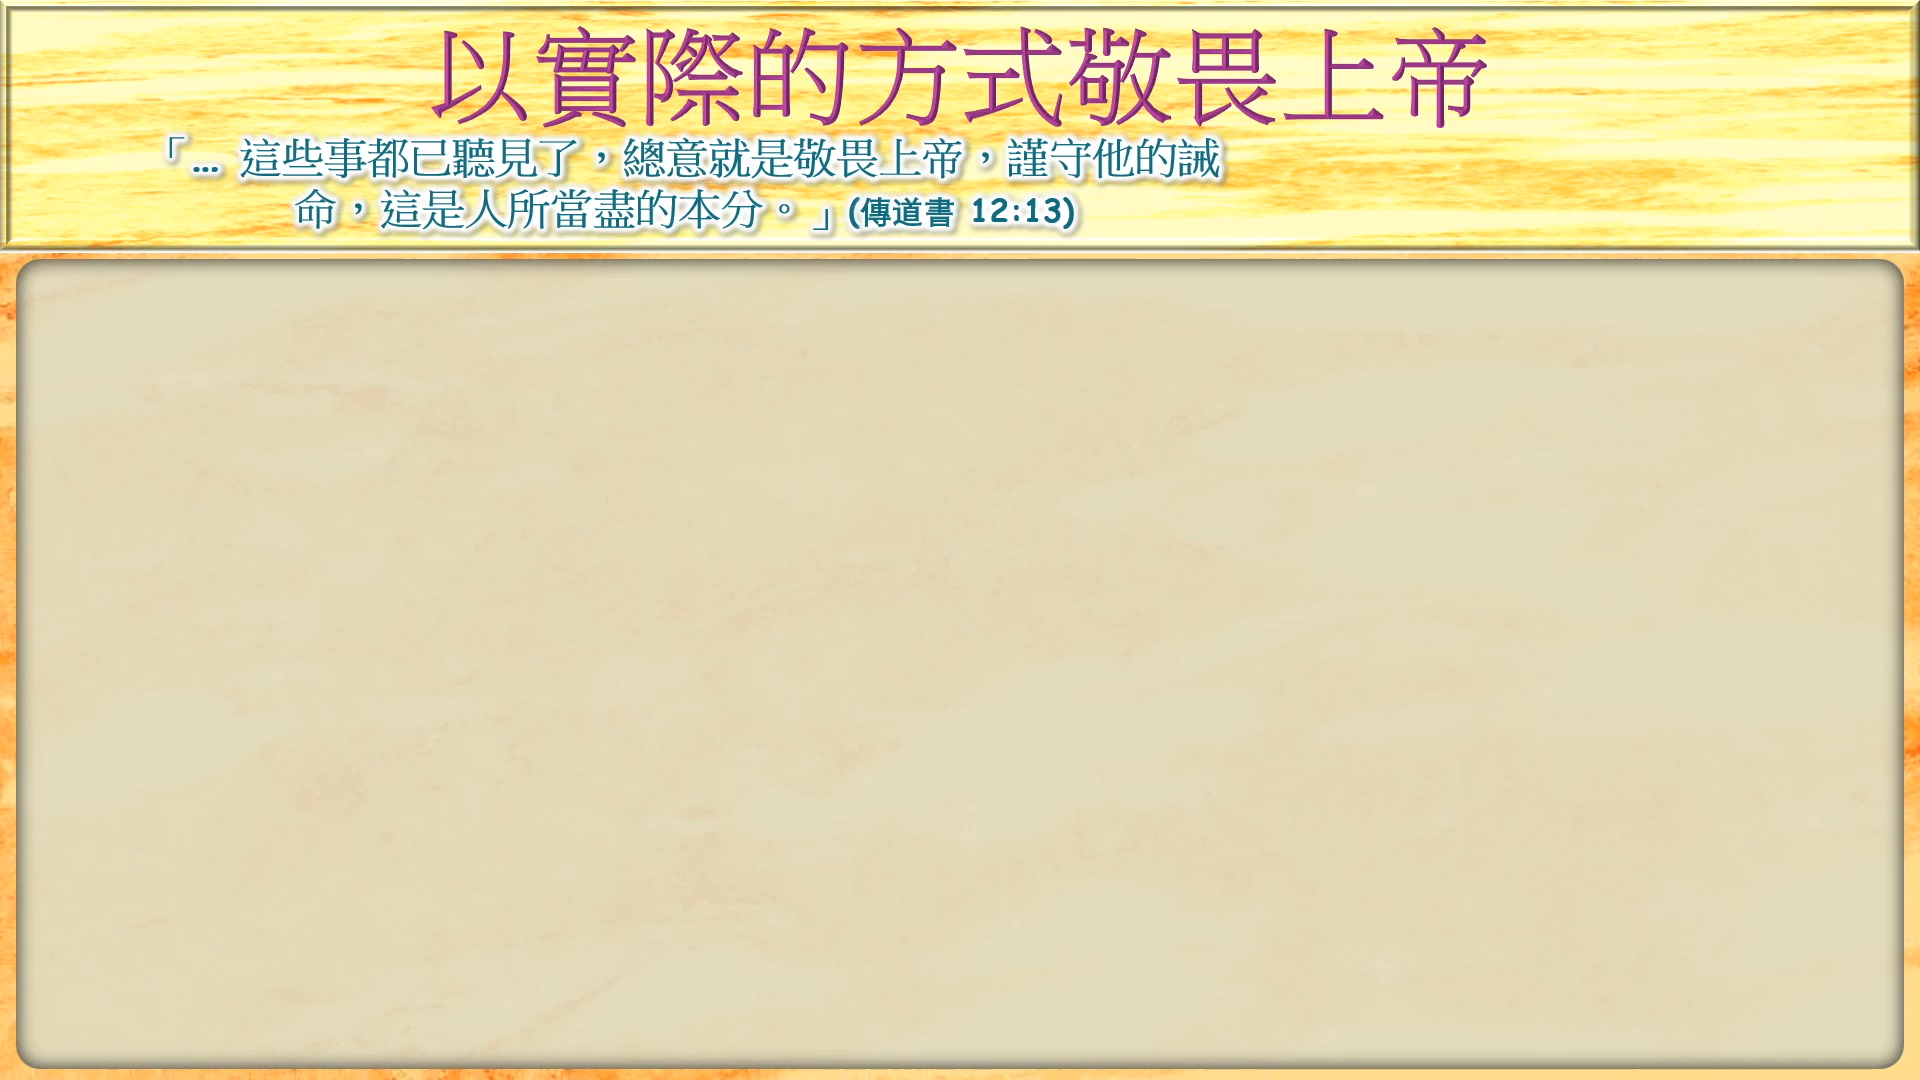 以實際的方式敬畏上帝
「… 這些事都已聽見了，總意就是敬畏上帝，謹守他的誡
命，這是人所當盡的本分。」(傳道書 12:13)